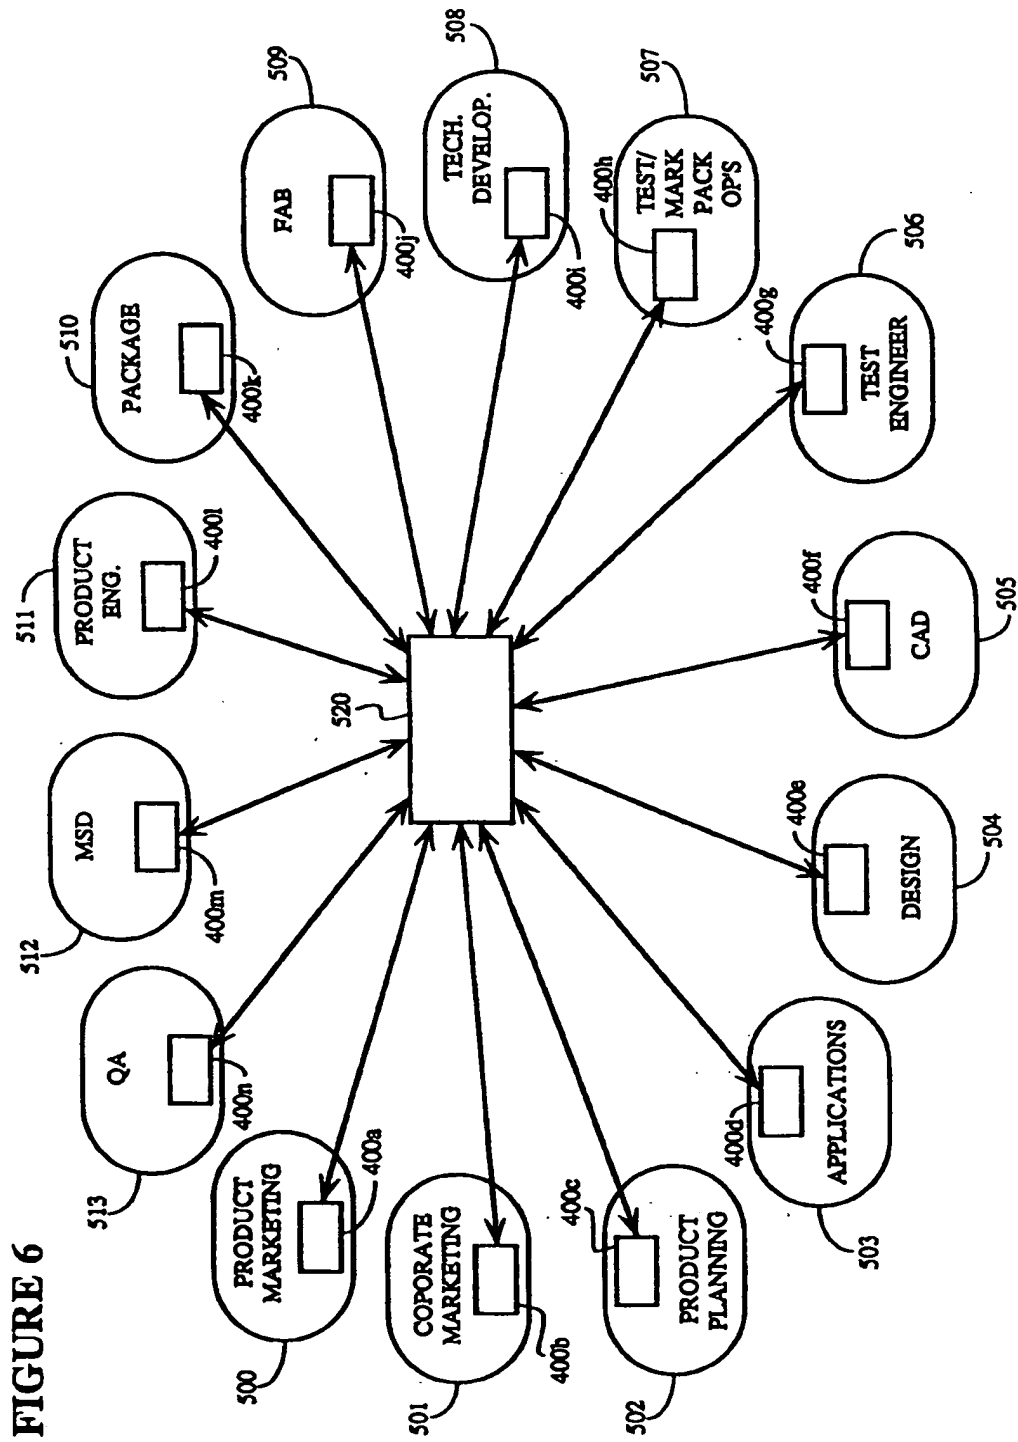 FIGURE 6
513
QA
400n
512
MSD
400m
511
PRODUCT
ENG.
400l
510
PACKAGE
400k
509
FAB
400j
508
TECH.
DEVELOP.
400i
507
TEST/
MARK
PACK
OP'S
400h
506
TEST
ENGINEER
400g
505
CAD
400f
504
DESIGN
400e
503
APPLICATIONS
400d
502
PRODUCT
PLANNING
400c
501
COPORATE
MARKETING
400b
500
PRODUCT
MARKETING
400a
520